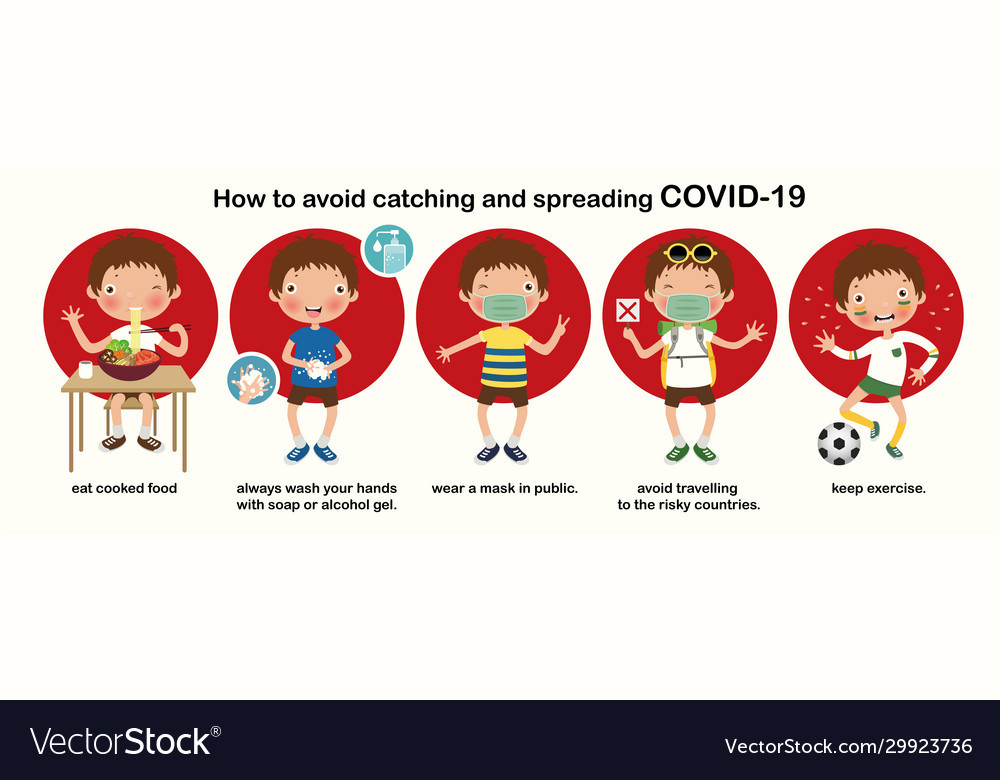 How to avoid catching and spreading COVID-19
eat cooked food
always wash your hands
with soap or alcohol gel.
wear a mask in public.
avoid travelling
to the risky countries.
keep exercise.
VectorStock®
VectorStock.com/29923736